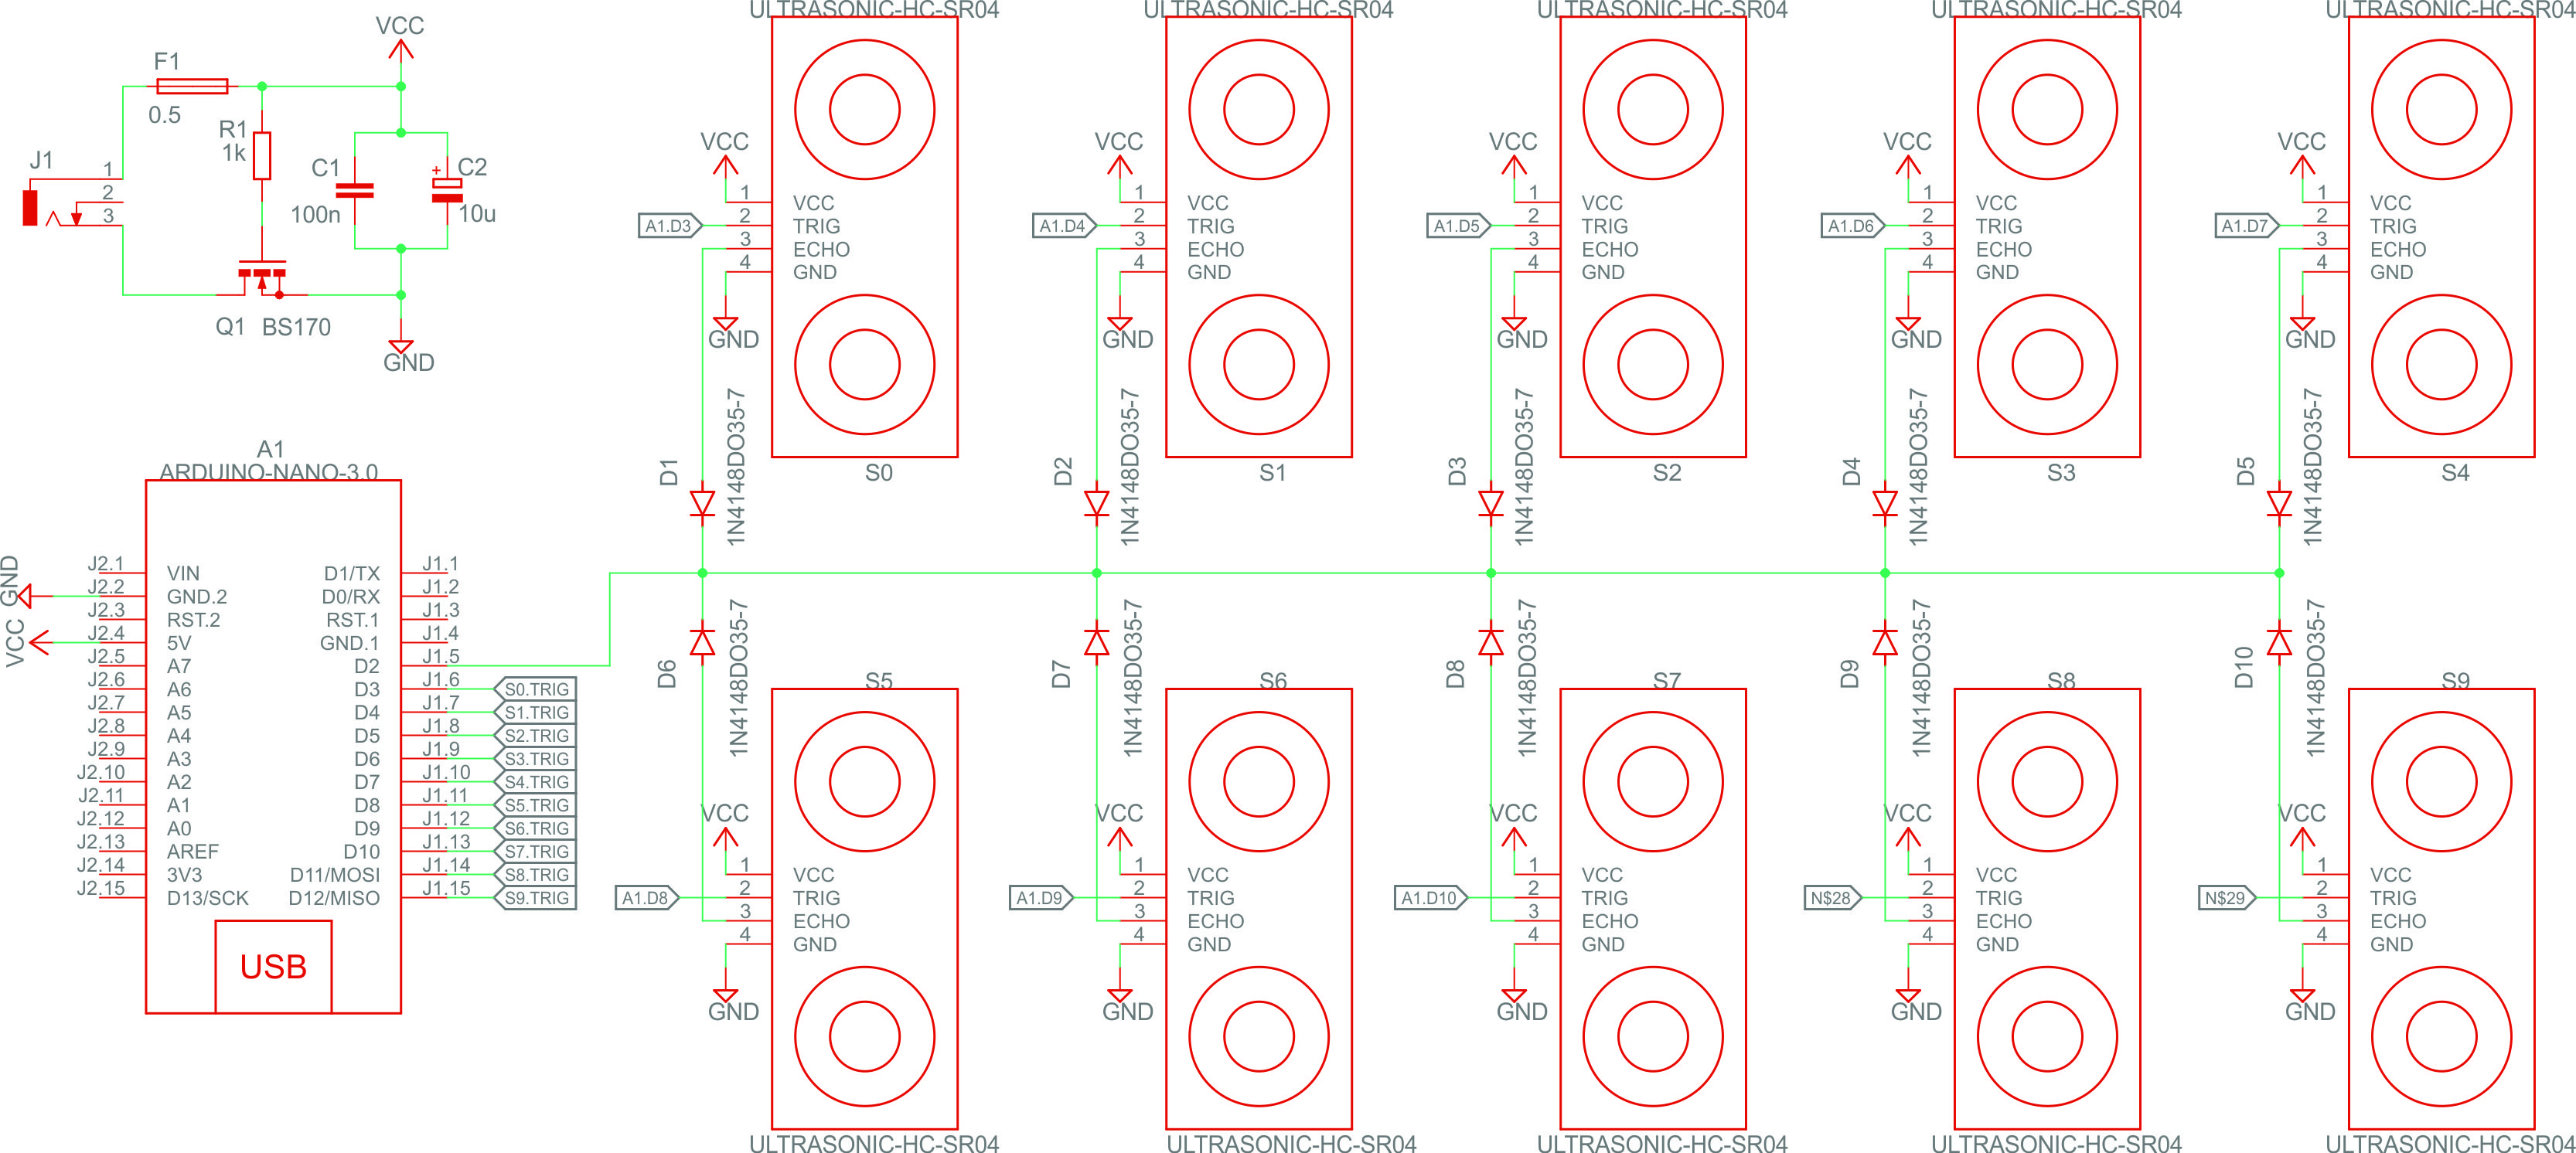 VCC
F1
0.5
R1
1k
J1
1
2
3
C1
100n
+
C2
10u
Q1 BS170
GND
A1
ARDUINO-NANO-3.0
GND
VCC
J2.1 VIN D1/TX J1.1
J2.2 GND.2 D0/RX J1.2
J2.3 RST.2 RST.1 J1.3
J2.4 5V GND.1 J1.4
J2.5 A7 D2 J1.5
J2.6 A6 D3 J1.6 S0.TRIG
J2.7 A5 D4 J1.7 S1.TRIG
J2.8 A4 D5 J1.8 S2.TRIG
J2.9 A3 D6 J1.9 S3.TRIG
J2.10 A2 D7 J1.10 S4.TRIG
J2.11 A1 D8 J1.11 S5.TRIG
J2.12 A0 D9 J1.12 S6.TRIG
J2.13 AREF D10 J1.13 S7.TRIG
J2.14 3V3 D11/MOSI J1.14 S8.TRIG
J2.15 D13/SCK D12/MISO J1.15 S9.TRIG
USB
ULTRASONIC-HC-SR04
VCC
1 VCC
A1.D3 2 TRIG
3 ECHO
4 GND
GND
D1
1N4148DO35-7
S0
ULTRASONIC-HC-SR04
VCC
1 VCC
A1.D4 2 TRIG
3 ECHO
4 GND
GND
D2
1N4148DO35-7
S1
ULTRASONIC-HC-SR04
VCC
1 VCC
A1.D5 2 TRIG
3 ECHO
4 GND
GND
D3
1N4148DO35-7
S2
ULTRASONIC-HC-SR04
VCC
1 VCC
A1.D6 2 TRIG
3 ECHO
4 GND
GND
D4
1N4148DO35-7
S3
ULTRASONIC-HC-SR04
VCC
1 VCC
A1.D7 2 TRIG
3 ECHO
4 GND
GND
D5
1N4148DO35-7
S4
D6
1N4148DO35-7
S5
VCC
1 VCC
A1.D8 2 TRIG
3 ECHO
4 GND
GND
ULTRASONIC-HC-SR04
D7
1N4148DO35-7
S6
VCC
1 VCC
A1.D9 2 TRIG
3 ECHO
4 GND
GND
ULTRASONIC-HC-SR04
D8
1N4148DO35-7
S7
VCC
1 VCC
A1.D10 2 TRIG
3 ECHO
4 GND
GND
ULTRASONIC-HC-SR04
D9
1N4148DO35-7
S8
VCC
1 VCC
N$28 2 TRIG
3 ECHO
4 GND
GND
ULTRASONIC-HC-SR04
D10
1N4148DO35-7
S9
VCC
1 VCC
N$29 2 TRIG
3 ECHO
4 GND
GND
ULTRASONIC-HC-SR04